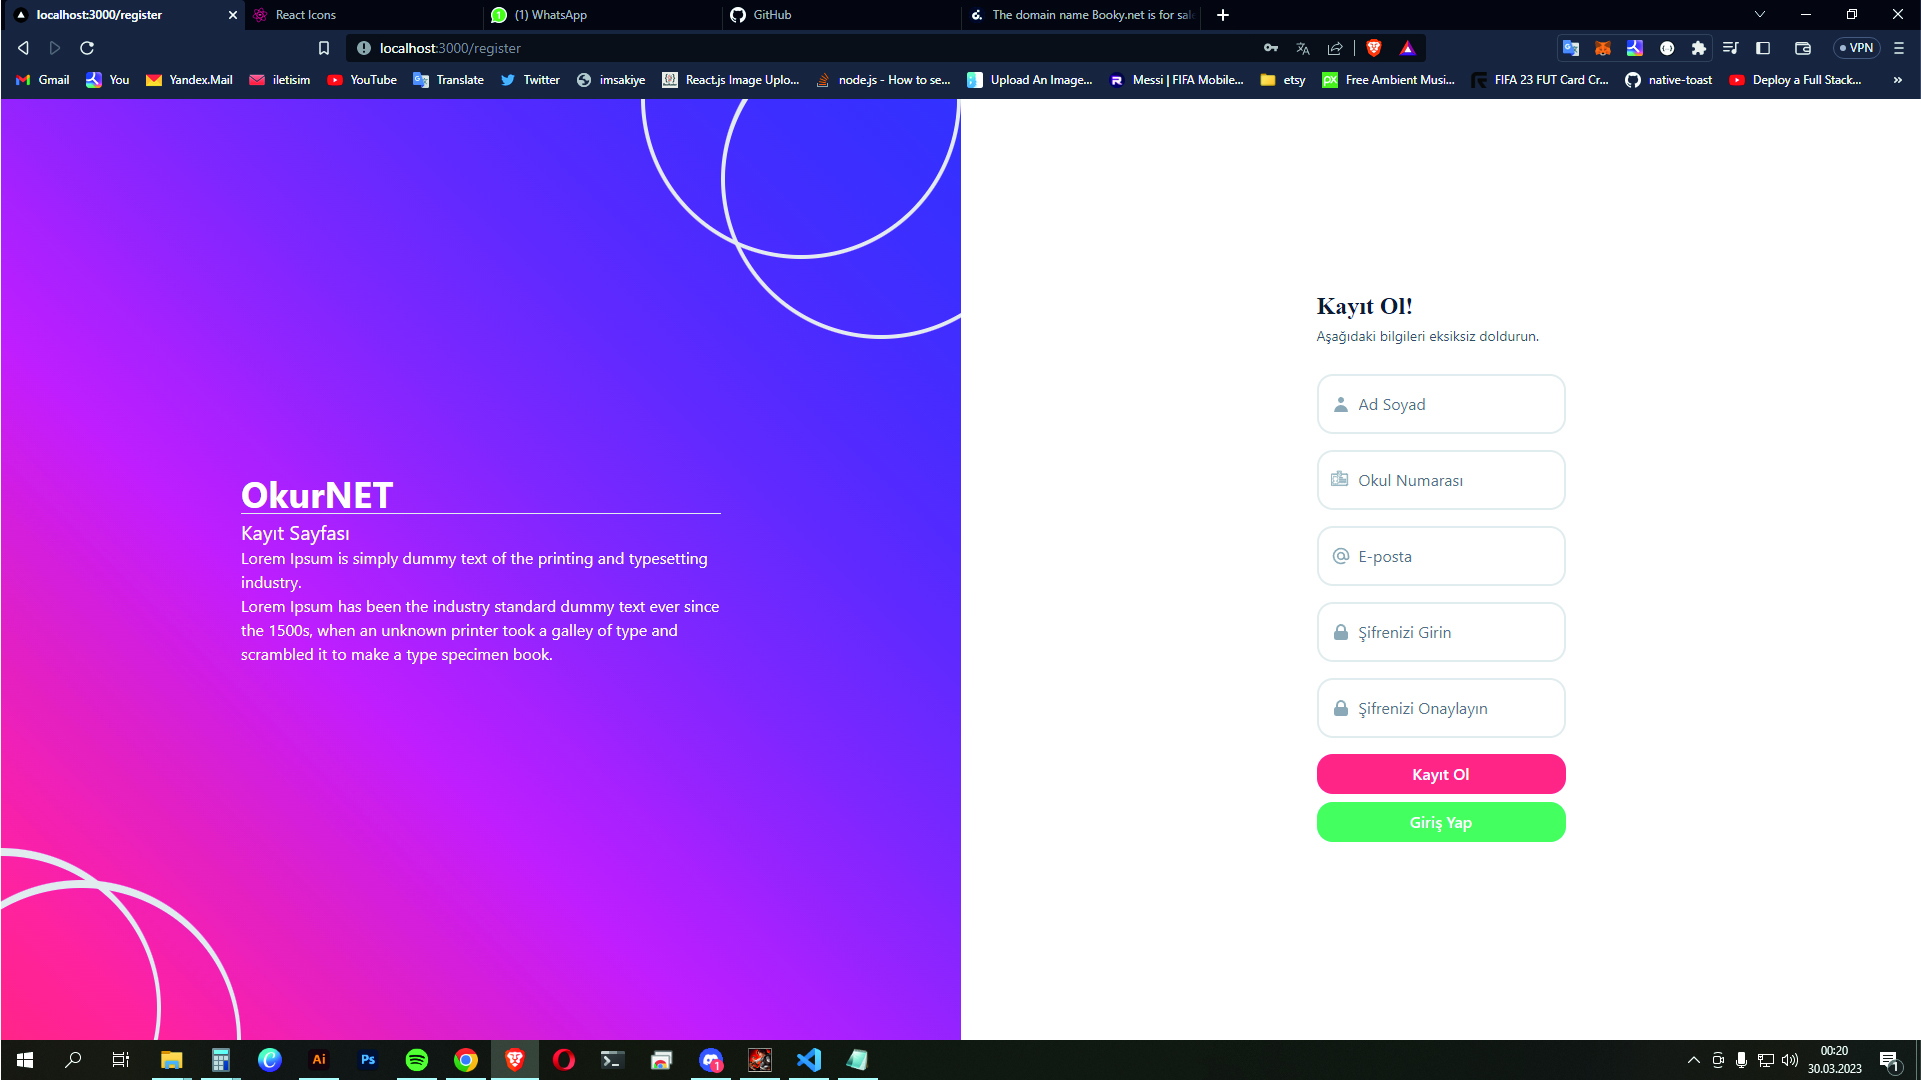 localhost:3000/register
React Icons
(1) WhatsApp
GitHub
The domain name Booky.net is for sal
localhost:3000/register
VPN
Gmail
You
Yandex.Mail
iletisim
YouTube
Translate
Twitter
imsakiye
React.js Image Uplo...
node.js - How to se...
Upload An Image...
Messi | FIFA Mobile...
etsy
Free Ambient Musi...
FIFA 23 FUT Card Cr...
native-toast
Deploy a Full Stack...
»
OkurNET
Kayıt Sayfası
Lorem Ipsum is simply dummy text of the printing and typesetting
industry.
Lorem Ipsum has been the industry standard dummy text ever since
the 1500s, when an unknown printer took a galley of type and
scrambled it to make a type specimen book.
Kayıt Ol!
Aşağıdaki bilgileri eksiksiz doldurun.
Ad Soyad
Okul Numarası
E-posta
Şifrenizi Girin
Şifrenizi Onaylayın
Kayıt Ol
Giriş Yap
Ai
Ps
1
00:20
30.03.2023
1